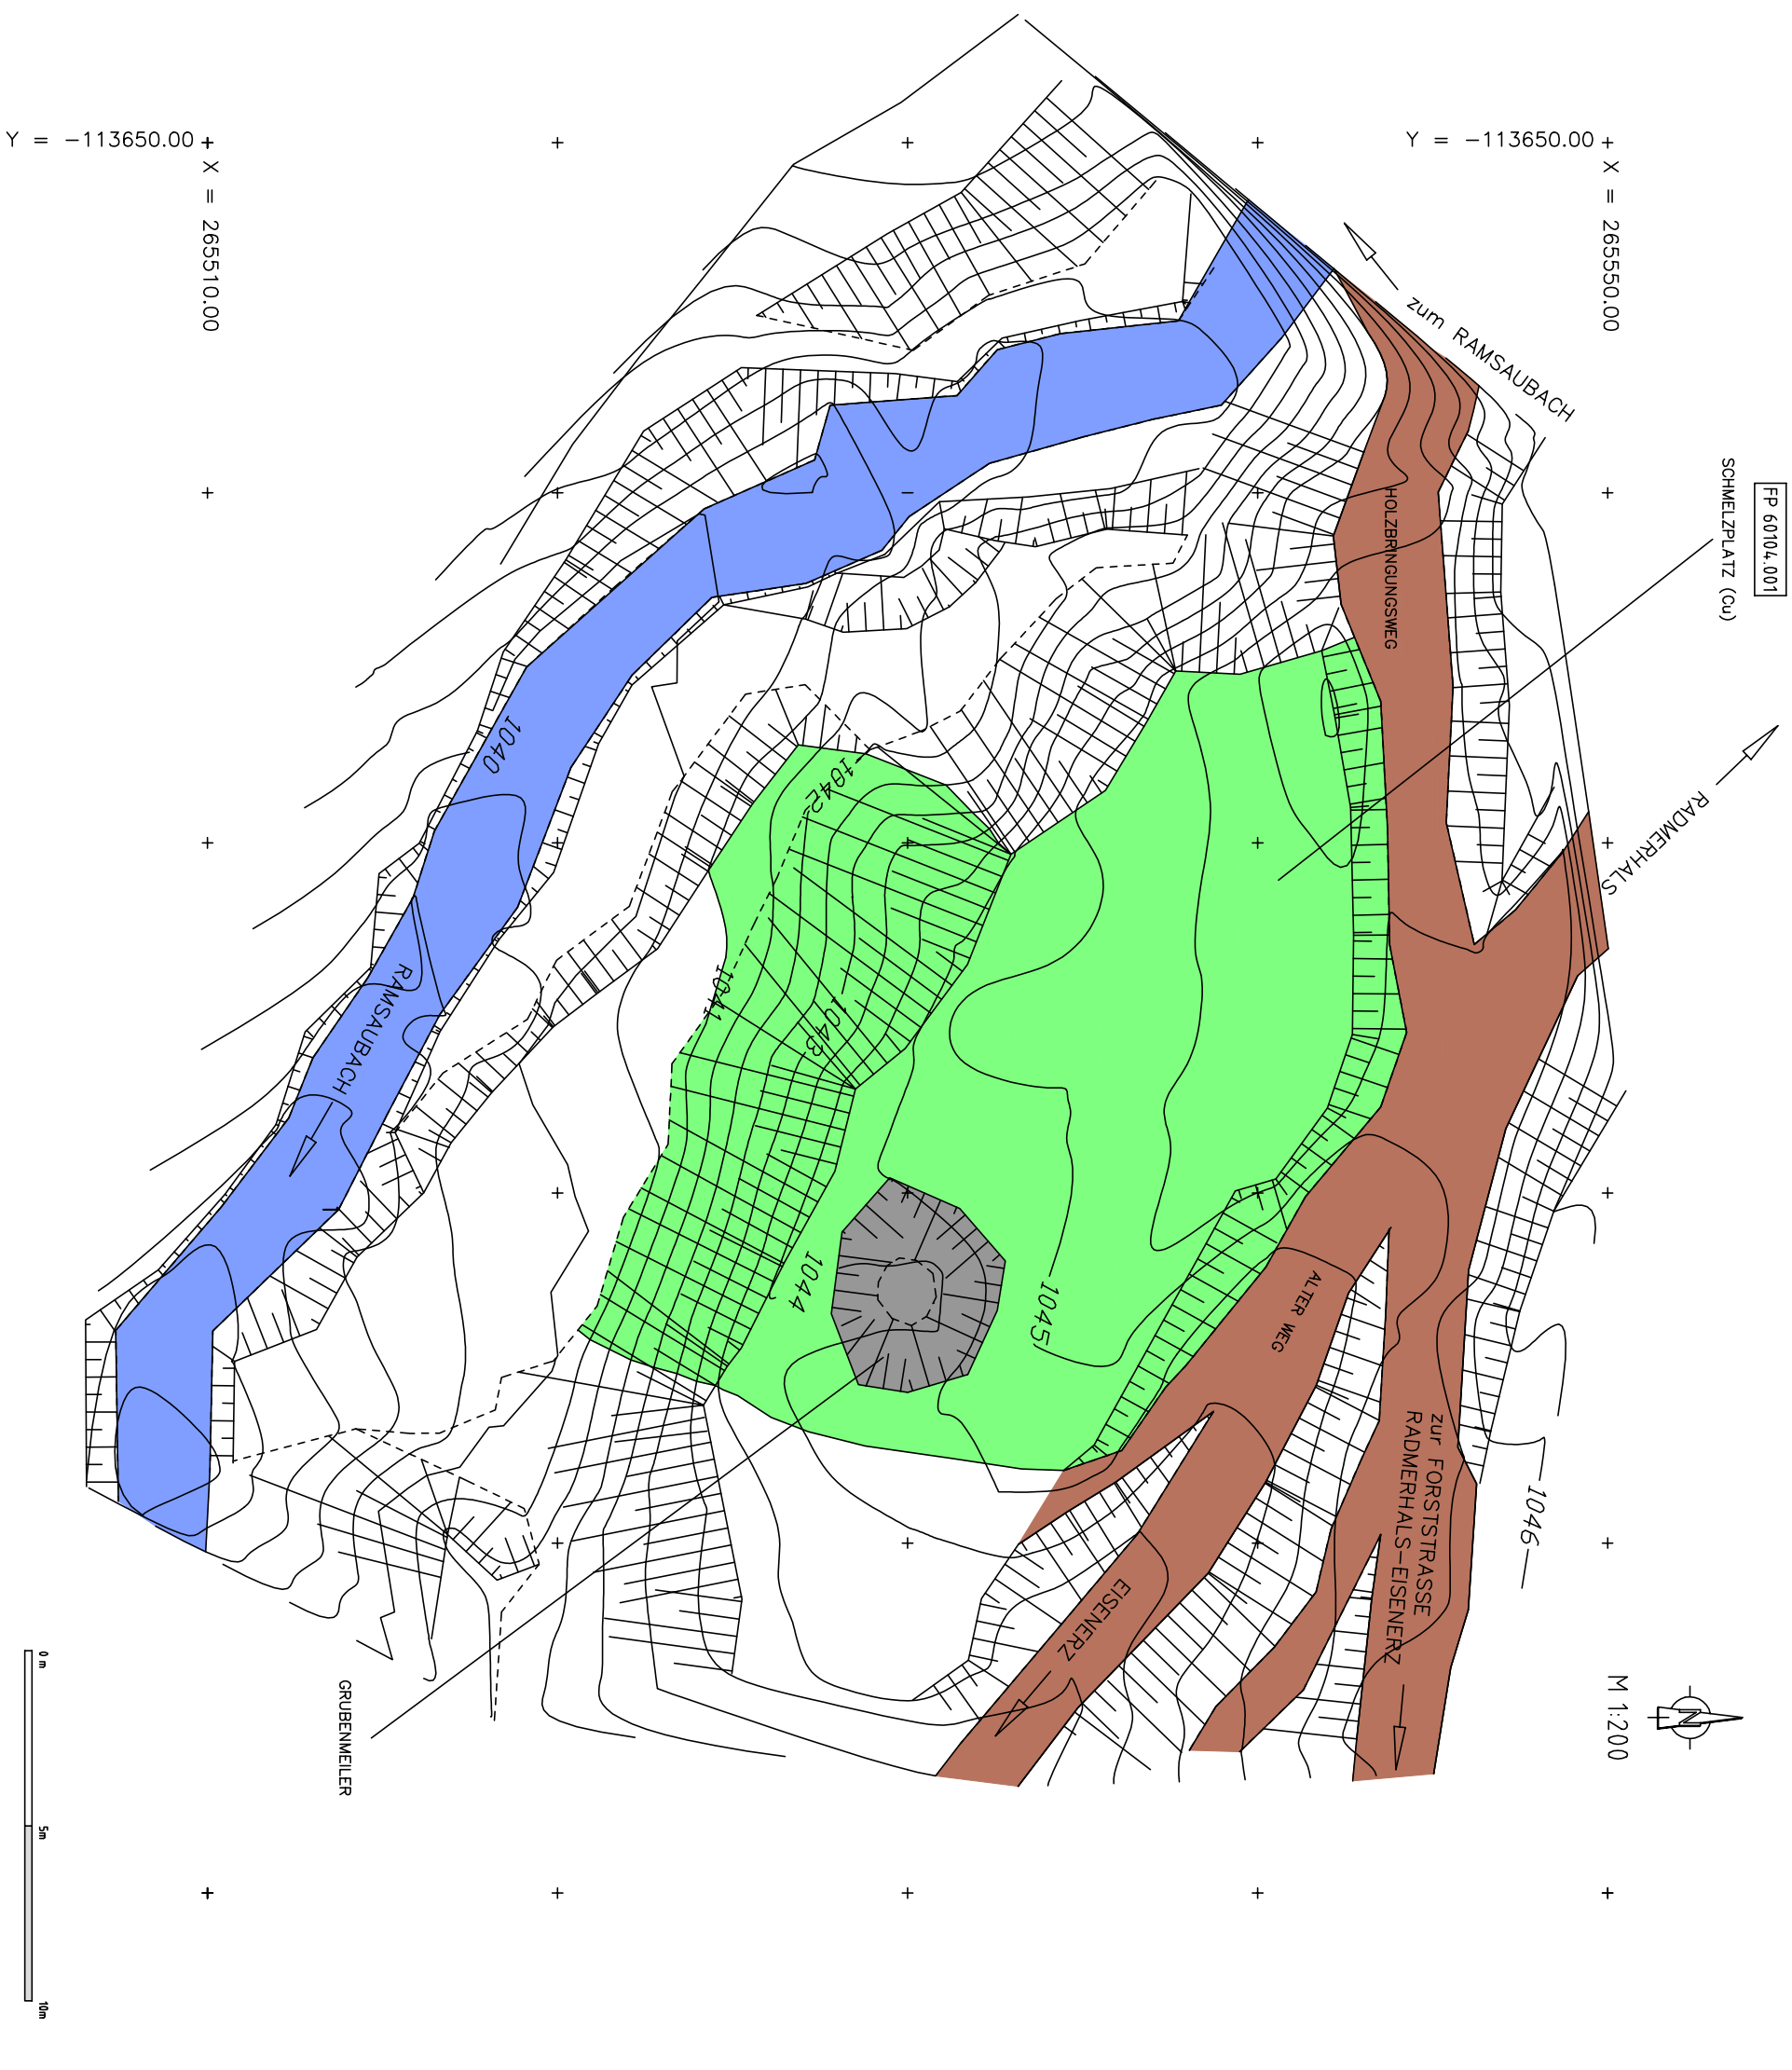 Y = −113650.00
X = 265510.00
Y = −113650.00
X = 265550.00
zum RAMSAUBACH
FP 60104.001
SCHMELZPLATZ (Cu)
RADMERHALS
HOLZBRINGUNGSWEG
1040
1042
1041
1043
RAMSAUBACH
1044
1045
ALTER WEG
zur FORSTSTRASSE
RADMERHALS–EISENERZ
1046
EISENERZ
GRUBENMEILER
M 1:200
N
0 m
5m
10m